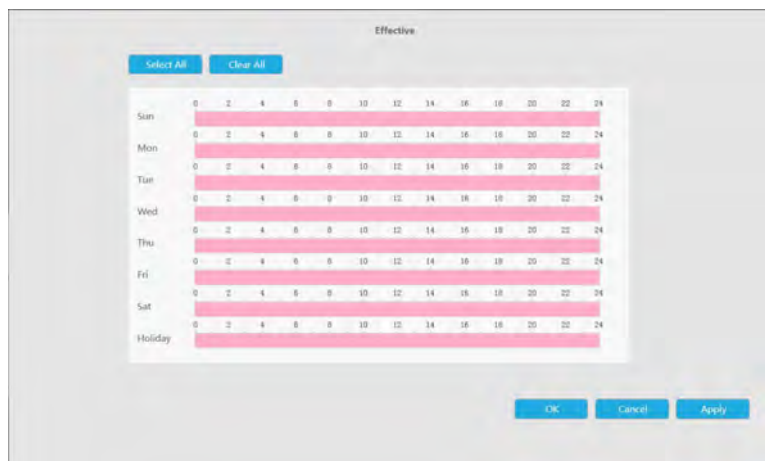 Effective
Select All Clear All
0 2 4 6 8 10 12 14 16 18 20 22 24
Sun
0 2 4 6 8 10 12 14 16 18 20 22 24
Mon
0 2 4 6 8 10 12 14 16 18 20 22 24
Tue
0 2 4 6 8 10 12 14 16 18 20 22 24
Wed
0 2 4 6 8 10 12 14 16 18 20 22 24
Thu
0 2 4 6 8 10 12 14 16 18 20 22 24
Fri
0 2 4 6 8 10 12 14 16 18 20 22 24
Sat
0 2 4 6 8 10 12 14 16 18 20 22 24
Holiday
OK Cancel Apply